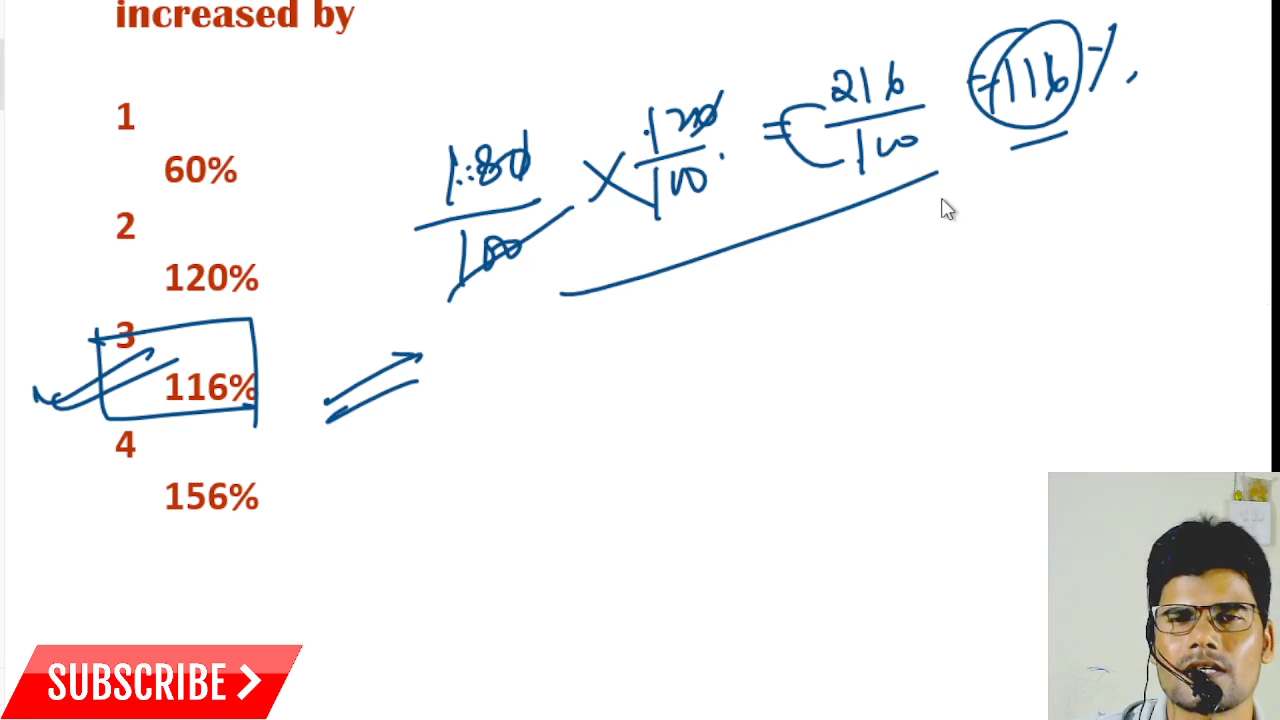 increased by
1
180/100 × 120/100 = 216/100 +116%.
60%
2
120%
3
116%
4
156%
SUBSCRIBE